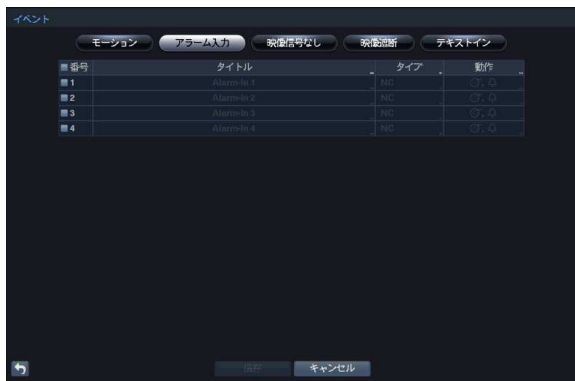 イベント
モーション アラーム入力 映像信号なし 映像遮断 テキストイン
番号 タイトル タイプ 動作
1 Alarm-In 1 NC
2 Alarm-In 2 NC
3 Alarm-In 3 NC
4 Alarm-In 4 NC
保存 キャンセル